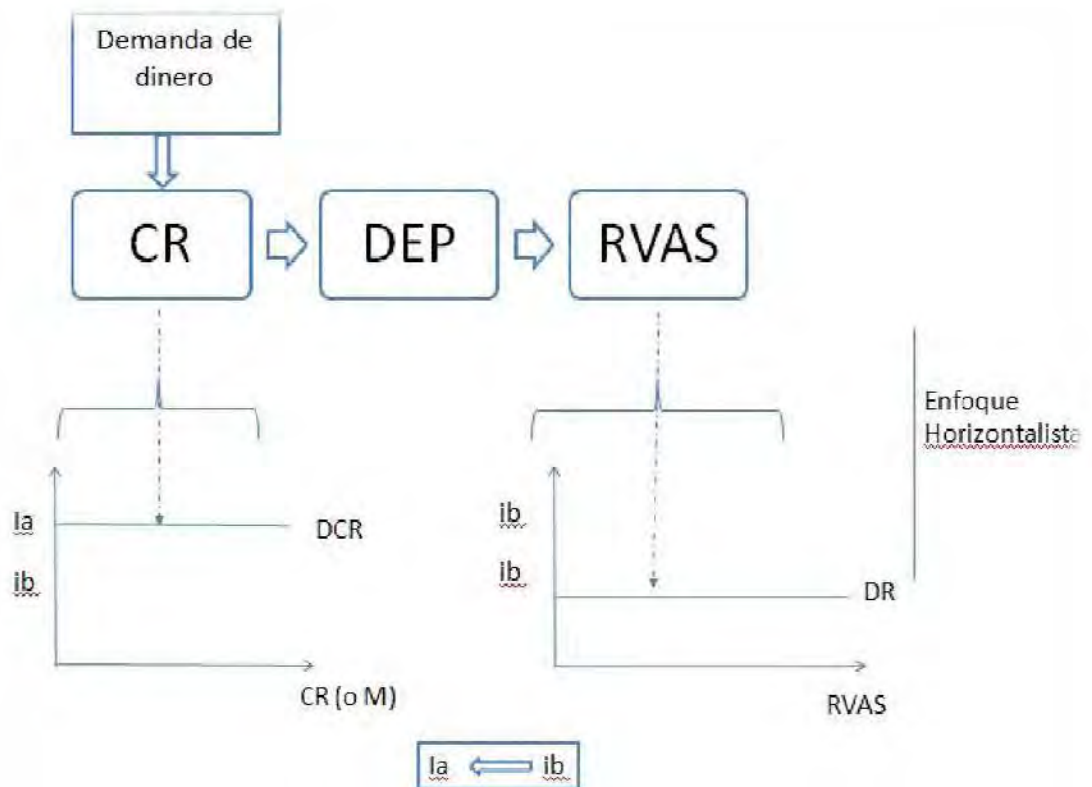 Demanda de
dinero
CR
DEP
RVAS
Enfoque
Horizontalista
Ia
ib
DCR
CR (o M)
ib
ib
DR
RVAS
Ia
ib